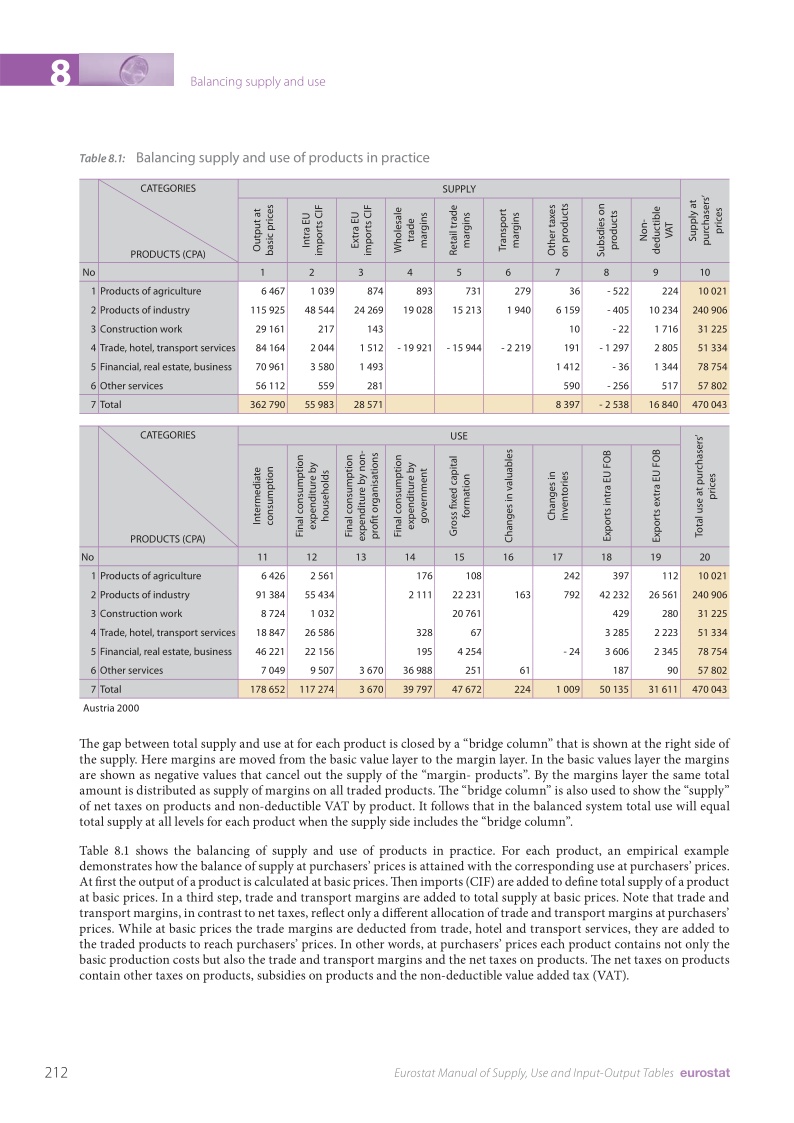 8
Balancing supply and use
Table 8.1: Balancing supply and use of products in practice
CATEGORIES
PRODUCTS (CPA)
SUPPLY
Output at basic prices
Intra EU imports CIF
Extra EU imports CIF
Wholesale trade margins
Retail trade margins
Transport margins
Other taxes on products
Subsdies on products
Non-deductible VAT
Supply at purchasers’ prices
No 1 2 3 4 5 6 7 8 9 10
1 Products of agriculture 6 467 1 039 874 893 731 279 36 - 522 224 10 021
2 Products of industry 115 925 48 544 24 269 19 028 15 213 1 940 6 159 - 405 10 234 240 906
3 Construction work 29 161 217 143 10 - 22 1 716 31 225
4 Trade, hotel, transport services 84 164 2 044 1 512 - 19 921 - 15 944 - 2 219 191 - 1 297 2 805 51 334
5 Financial, real estate, business 70 961 3 580 1 493 1 412 - 36 1 344 78 754
6 Other services 56 112 559 281 590 - 256 517 57 802
7 Total 362 790 55 983 28 571 8 397 - 2 538 16 840 470 043
CATEGORIES
PRODUCTS (CPA)
USE
Intermediate consumption
Final consumption expenditure by households
Final consumption expenditure by non-profit organisations
Final consumption expenditure by government
Gross fixed capital formation
Changes in valuables
Changes in inventories
Exports intra EU FOB
Exports extra EU FOB
Total use at purchasers’ prices
No 11 12 13 14 15 16 17 18 19 20
1 Products of agriculture 6 426 2 561 176 108 242 397 112 10 021
2 Products of industry 91 384 55 434 2 111 22 231 163 792 42 232 26 561 240 906
3 Construction work 8 724 1 032 20 761 429 280 31 225
4 Trade, hotel, transport services 18 847 26 586 328 67 3 285 2 223 51 334
5 Financial, real estate, business 46 221 22 156 195 4 254 - 24 3 606 2 345 78 754
6 Other services 7 049 9 507 3 670 36 988 251 61 187 90 57 802
7 Total 178 652 117 274 3 670 39 797 47 672 224 1 009 50 135 31 611 470 043
Austria 2000
The gap between total supply and use at for each product is closed by a “bridge column” that is shown at the right side of
the supply. Here margins are moved from the basic value layer to the margin layer. In the basic values layer the margins
are shown as negative values that cancel out the supply of the “margin- products”. By the margins layer the same total
amount is distributed as supply of margins on all traded products. The “bridge column” is also used to show the “supply”
of net taxes on products and non-deductible VAT by product. It follows that in the balanced system total use will equal
total supply at all levels for each product when the supply side includes the “bridge column”.
Table 8.1 shows the balancing of supply and use of products in practice. For each product, an empirical example
demonstrates how the balance of supply at purchasers’ prices is attained with the corresponding use at purchasers’ prices.
At first the output of a product is calculated at basic prices. Then imports (CIF) are added to define total supply of a product
at basic prices. In a third step, trade and transport margins are added to total supply at basic prices. Note that trade and
transport margins, in contrast to net taxes, reflect only a different allocation of trade and transport margins at purchasers’
prices. While at basic prices the trade margins are deducted from trade, hotel and transport services, they are added to
the traded products to reach purchasers’ prices. In other words, at purchasers’ prices each product contains not only the
basic production costs but also the trade and transport margins and the net taxes on products. The net taxes on products
contain other taxes on products, subsidies on products and the non-deductible value added tax (VAT).
212
Eurostat Manual of Supply, Use and Input-Output Tables eurostat